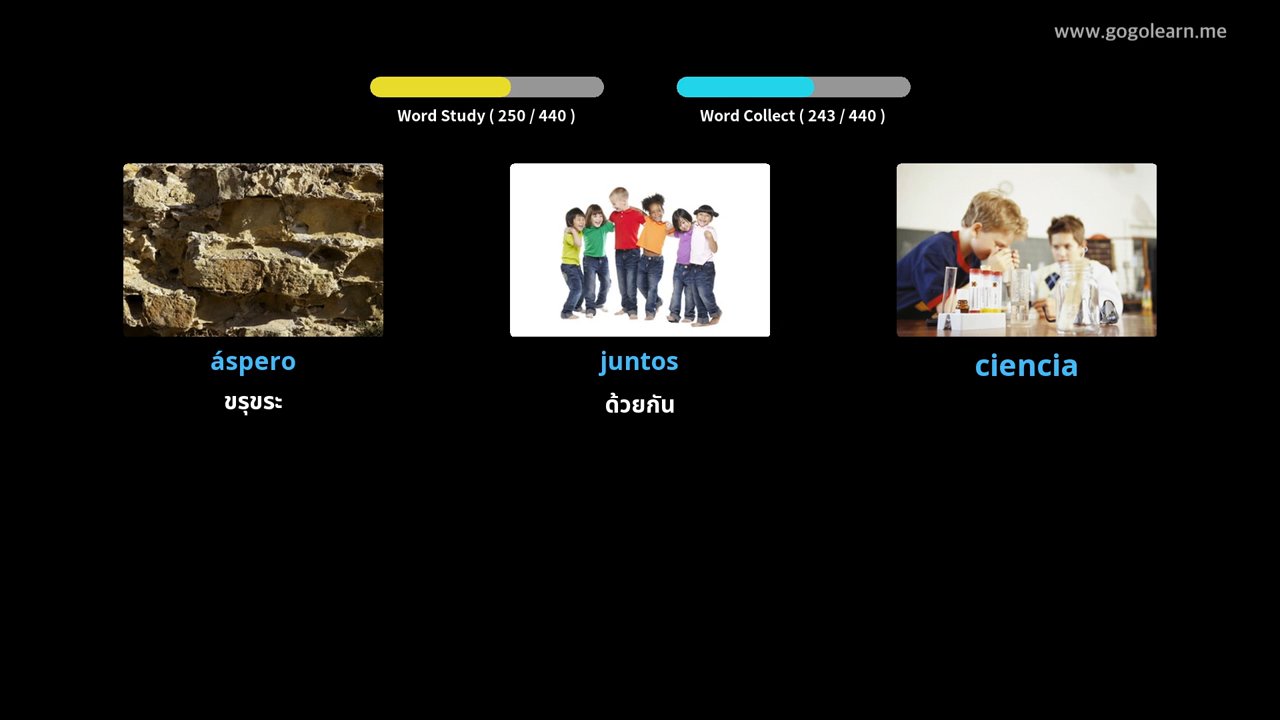 www.gogolearn.me
Word Study ( 250 / 440 )
Word Collect ( 243 / 440 )
áspero
ขรุขระ
juntos
ด้วยกัน
ciencia